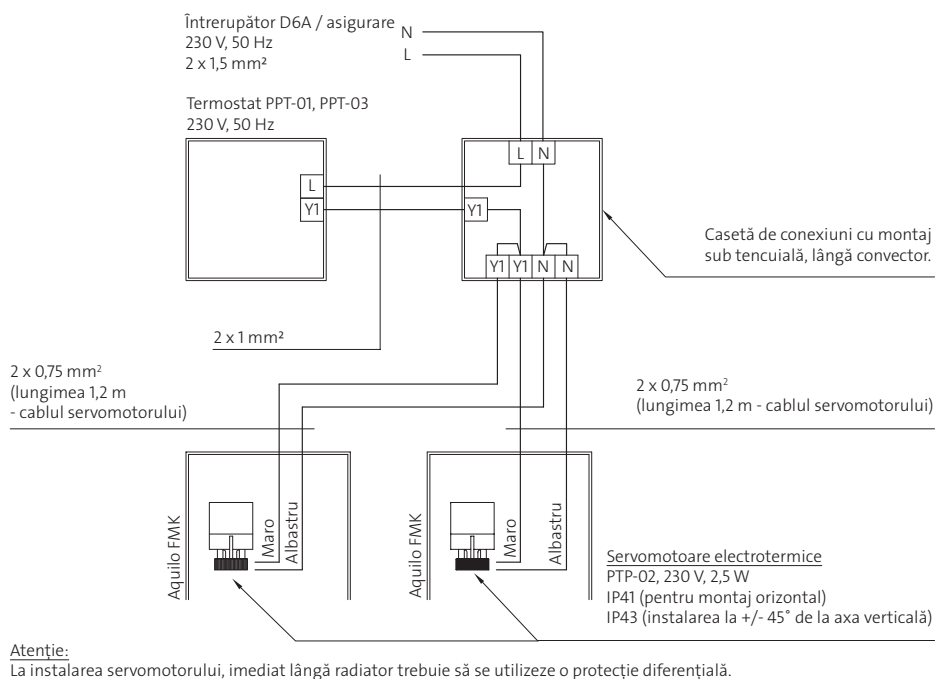 Întrerupător D6A / asigurare
230 V, 50 Hz
2 x 1,5 mm²
N
L
Termostat PPT-01, PPT-03
230 V, 50 Hz
L N
L
Y1
Y1
Y1 Y1 N N
Casetă de conexiuni cu montaj
sub tencuială, lângă convector.
2 x 1 mm²
2 x 0,75 mm²
(lungimea 1,2 m
- cablul servomotorului)
2 x 0,75 mm²
(lungimea 1,2 m - cablul servomotorului)
Aquilo FMK
Maro
Albastru
Aquilo FMK
Maro
Albastru
Servomotoare electrotermice
PTP-02, 230 V, 2,5 W
IP41 (pentru montaj orizontal)
IP43 (instalarea la +/- 45° de la axa verticală)
Atenție:
La instalarea servomotorului, imediat lângă radiator trebuie să se utilizeze o protecție diferențială.